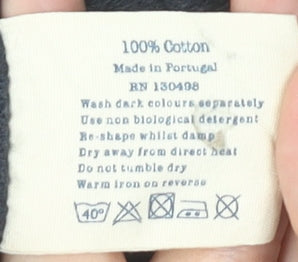 100% Cotton
Made in Portugal
RN 130498
Wash dark colours separately
Use non biological detergent
Re-shape whilst damp
Dry away from direct heat
Do not tumble dry
Warm iron on reverse
40°